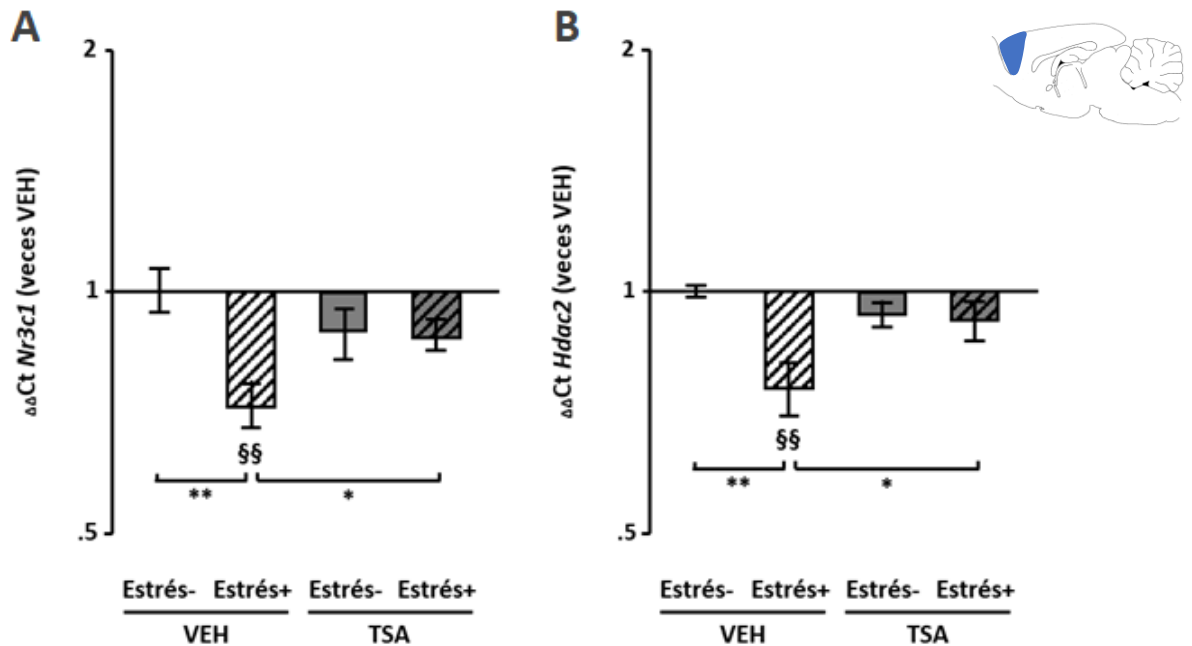 A
2
1
.5
ΔΔCt Nr3c1 (veces VEH)
§§
**
*
Estrés- Estrés+ Estrés- Estrés+
VEH TSA
B
2
1
.5
ΔΔCt Hdac2 (veces VEH)
§§
**
*
Estrés- Estrés+ Estrés- Estrés+
VEH TSA